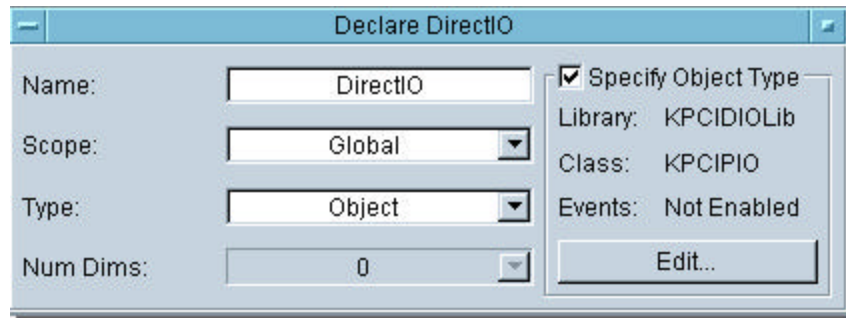 Declare DirectIO
Name: DirectIO
Scope: Global
Type: Object
Num Dims: 0
Specify Object Type
Library: KPCIDIOLib
Class: KPCIPIO
Events: Not Enabled
Edit...